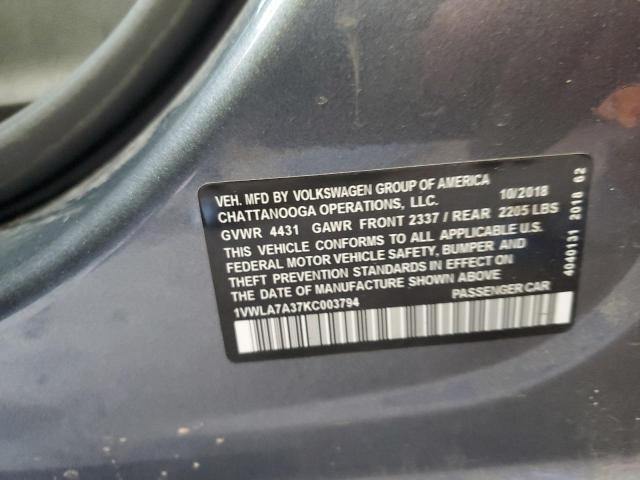 VEH. MFD BY VOLKSWAGEN GROUP OF AMERICA 10/2018
CHATTANOOGA OPERATIONS, LLC.
GVWR 4431 GAWR FRONT 2337 / REAR 2205 LBS
THIS VEHICLE CONFORMS TO ALL APPLICABLE U.S.
FEDERAL MOTOR VEHICLE SAFETY, BUMPER AND
THEFT PREVENTION STANDARDS IN EFFECT ON
THE DATE OF MANUFACTURE SHOWN ABOVE
1VWLA7A37KC003794 PASSENGER CAR
4040131 2018 62